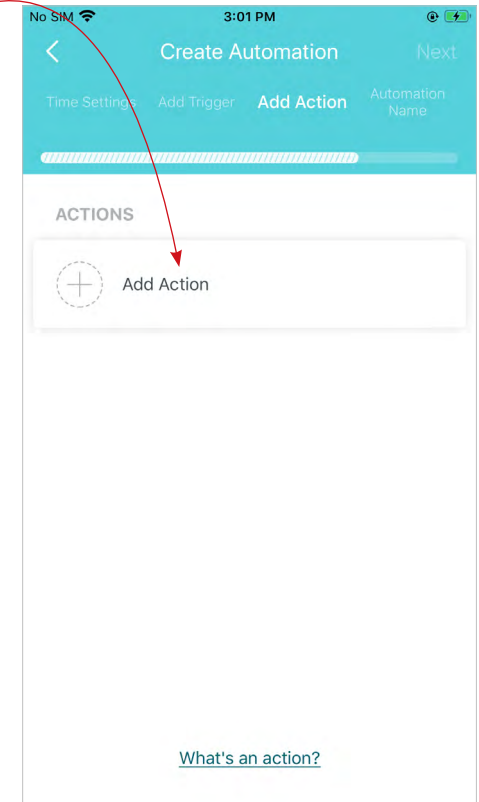 No SIM 3:01 PM
Create Automation Next
Time Settings Add Trigger Add Action Automation
Name
ACTIONS
Add Action
What's an action?